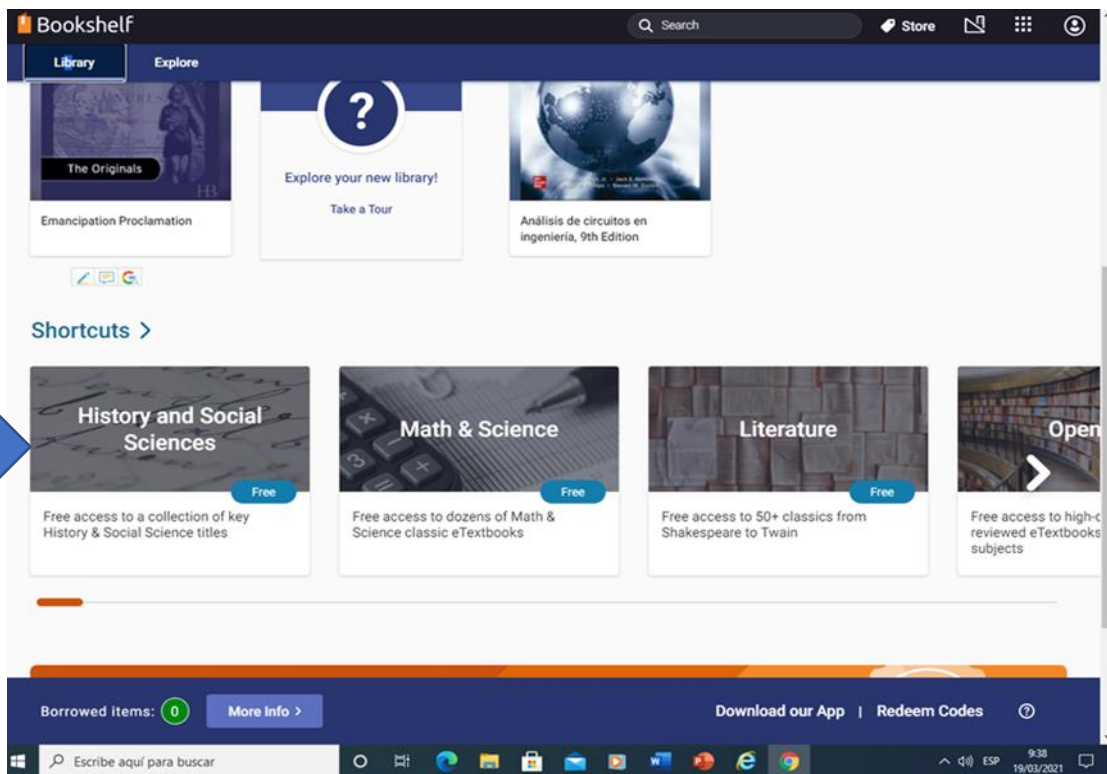 Bookshelf
Search
Store
Library
Explore
The Originals
HB
Emancipation Proclamation
Explore your new library!
Take a Tour
Análisis de circuitos en
ingeniería, 9th Edition
Shortcuts >
History and Social
Sciences
Free
Free access to a collection of key
History & Social Science titles
Math & Science
Free
Free access to dozens of Math &
Science classic eTextbooks
Literature
Free
Free access to 50+ classics from
Shakespeare to Twain
Open
Free access to high-
reviewed eTextbooks
subjects
Borrowed items: 0
More Info >
Download our App | Redeem Codes
Escribe aquí para buscar
ESP
9:38
19/03/2021